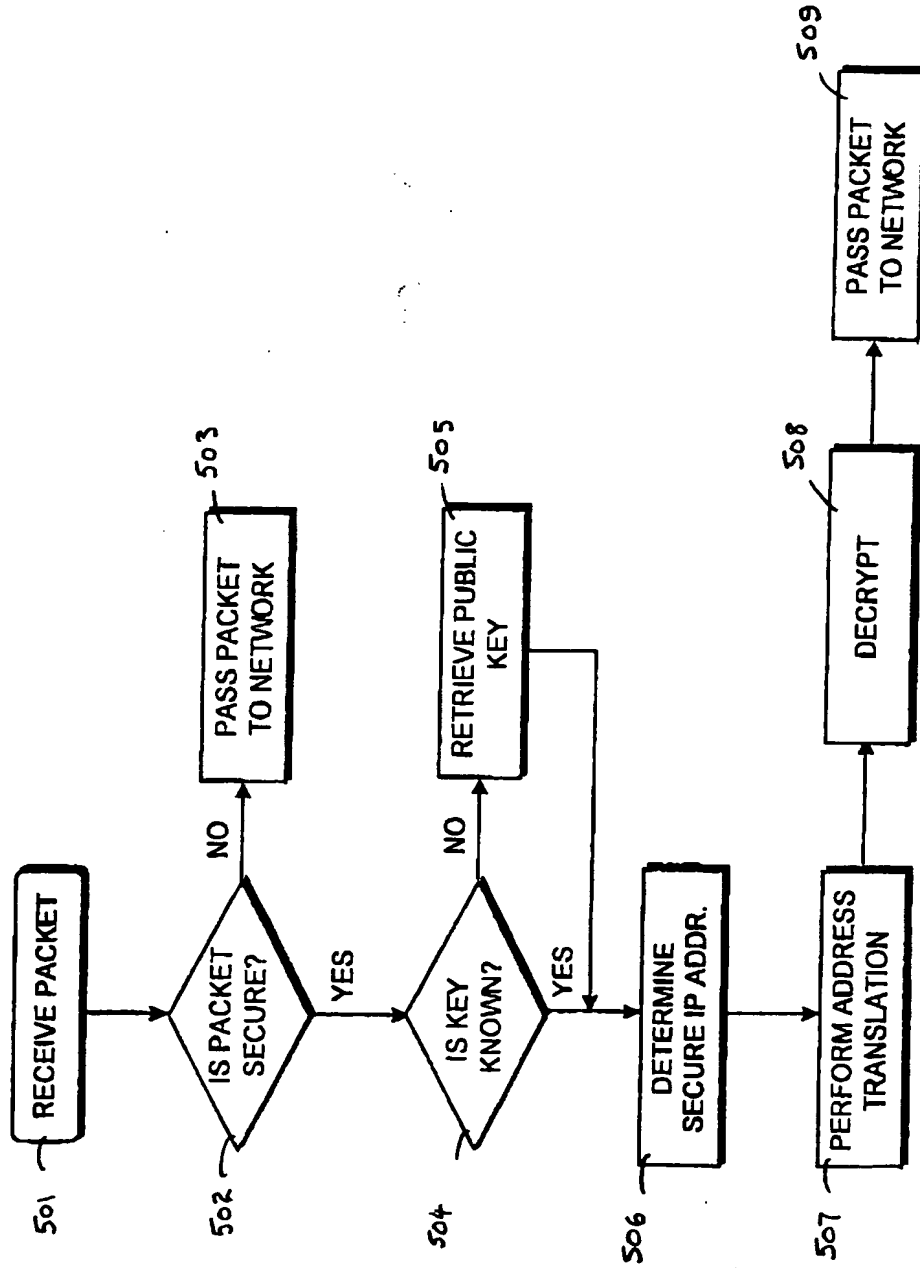 501
RECEIVE PACKET
502
IS PACKET
SECURE?
NO
503
PASS PACKET
TO NETWORK
YES
504
IS KEY
KNOWN?
NO
505
RETRIEVE PUBLIC
KEY
YES
506
DETERMINE
SECURE IP ADDR.
507
PERFORM ADDRESS
TRANSLATION
508
DECRYPT
509
PASS PACKET
TO NETWORK